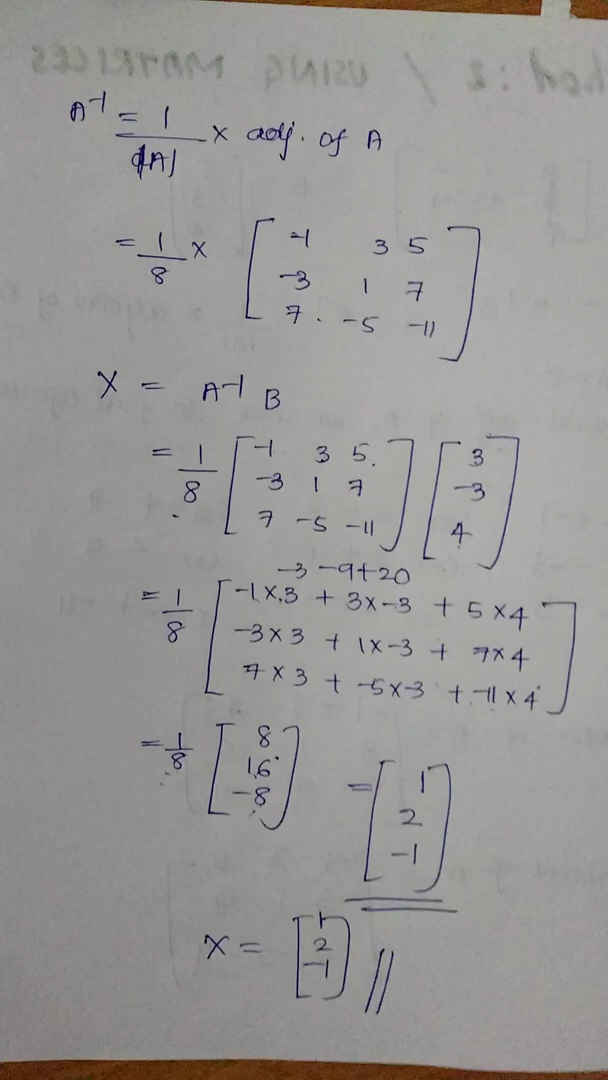 A⁻¹ = 1/|A| × adj. of A
= 1/8 × [ -1 3 5
-3 1 7
7 -5 -11 ]
X = A⁻¹ B
= 1/8 [ -1 3 5
-3 1 7
7 -5 -11 ] [ 3
-3
4 ]
-3 -9+20
= 1/8 [ -1×3 + 3×-3 + 5×4
-3×3 + 1×-3 + 7×4
7×3 + -5×-3 + -11×4 ]
= 1/8 [ 8
16
-8 ] = [ 1
2
-1 ]
X = [ 1
2
-1 ] //